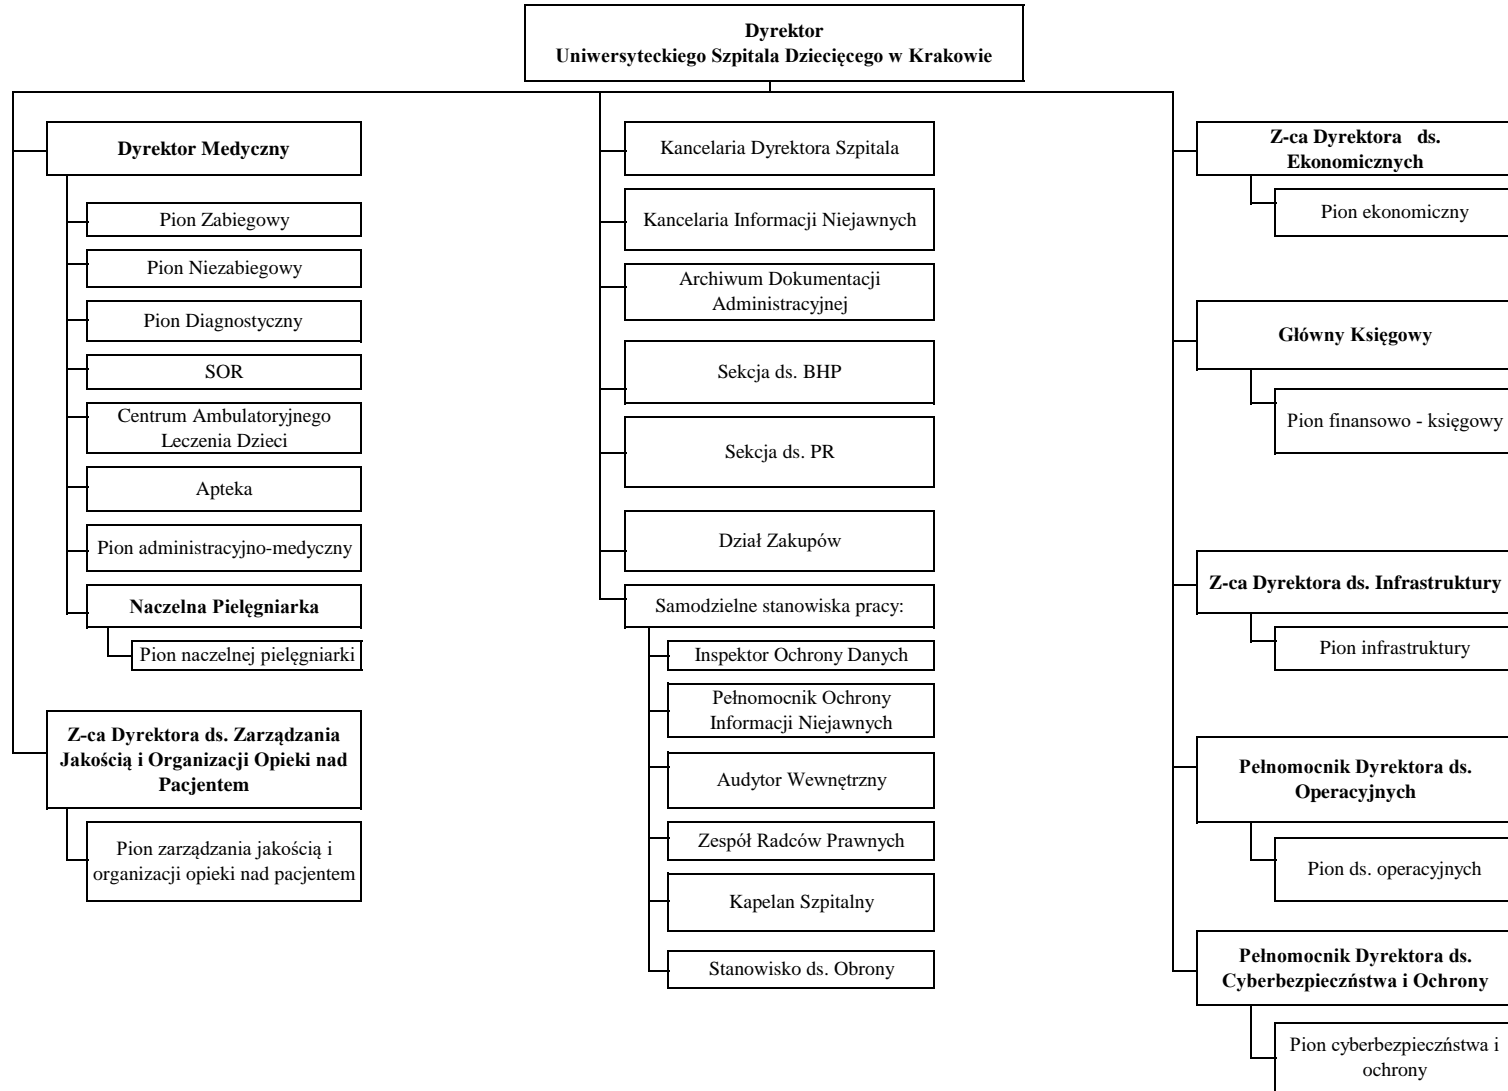 Dyrektor
Uniwersyteckiego Szpitala Dziecięcego w Krakowie
Dyrektor Medyczny
Pion Zabiegowy
Pion Niezabiegowy
Pion Diagnostyczny
SOR
Centrum Ambulatoryjnego
Leczenia Dzieci
Apteka
Pion administracyjno-medyczny
Naczelna Pielęgniarka
Pion naczelnej pielęgniarki
Z-ca Dyrektora ds. Zarządzania
Jakością i Organizacji Opieki nad
Pacjentem
Pion zarządzania jakością i
organizacji opieki nad pacjentem
Kancelaria Dyrektora Szpitala
Kancelaria Informacji Niejawnych
Archiwum Dokumentacji
Administracyjnej
Sekcja ds. BHP
Sekcja ds. PR
Dział Zakupów
Samodzielne stanowiska pracy:
Inspektor Ochrony Danych
Pełnomocnik Ochrony
Informacji Niejawnych
Audytor Wewnętrzny
Zespół Radców Prawnych
Kapelan Szpitalny
Stanowisko ds. Obrony
Z-ca Dyrektora ds.
Ekonomicznych
Pion ekonomiczny
Główny Księgowy
Pion finansowo - księgowy
Z-ca Dyrektora ds. Infrastruktury
Pion infrastruktury
Pełnomocnik Dyrektora ds.
Operacyjnych
Pion ds. operacyjnych
Pełnomocnik Dyrektora ds.
Cyberbezpieczństwa i Ochrony
Pion cyberbezpieczństwa i
ochrony